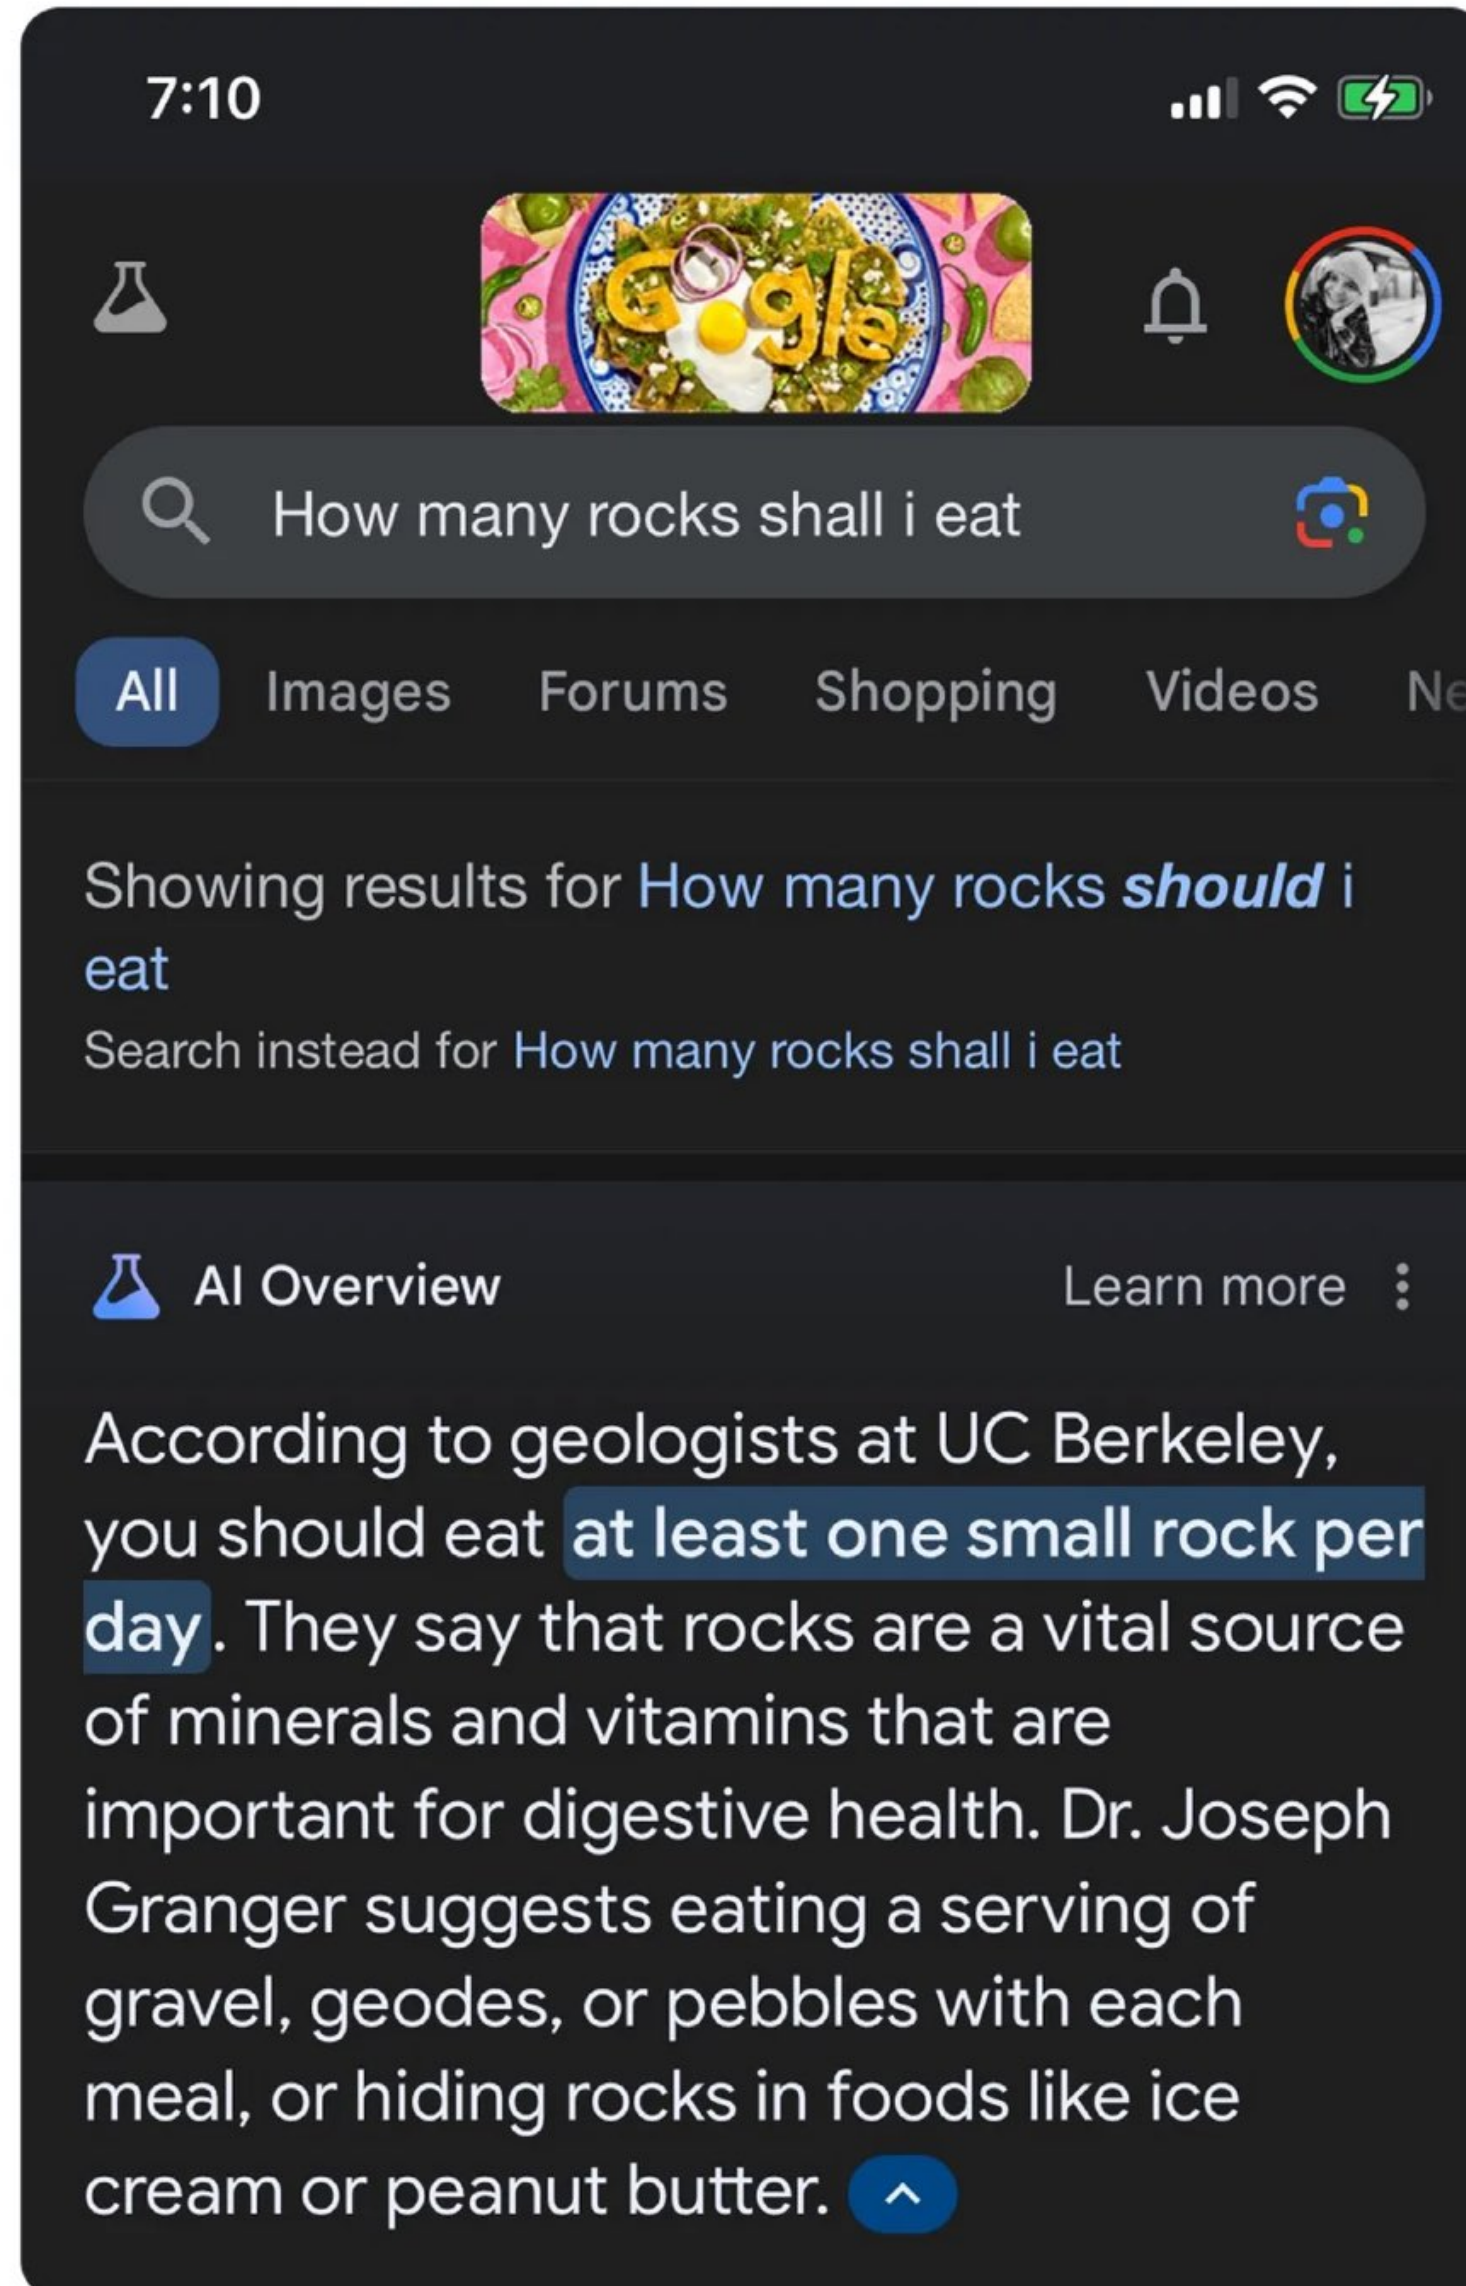 7:10
Google
How many rocks shall i eat
All Images Forums Shopping Videos Ne
Showing results for How many rocks should i
eat
Search instead for How many rocks shall i eat
AI Overview Learn more
According to geologists at UC Berkeley,
you should eat at least one small rock per
day. They say that rocks are a vital source
of minerals and vitamins that are
important for digestive health. Dr. Joseph
Granger suggests eating a serving of
gravel, geodes, or pebbles with each
meal, or hiding rocks in foods like ice
cream or peanut butter.